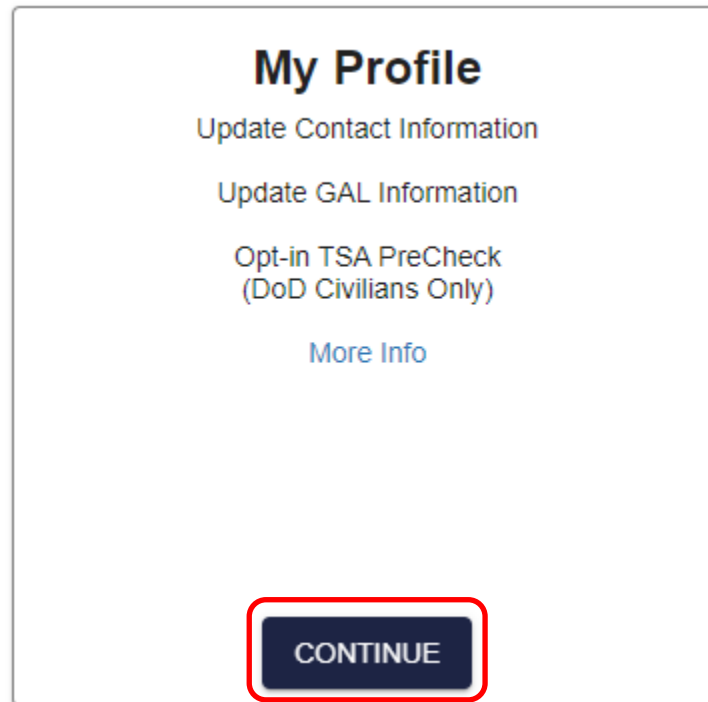 My Profile
Update Contact Information
Update GAL Information
Opt-in TSA PreCheck
(DoD Civilians Only)
More Info
CONTINUE